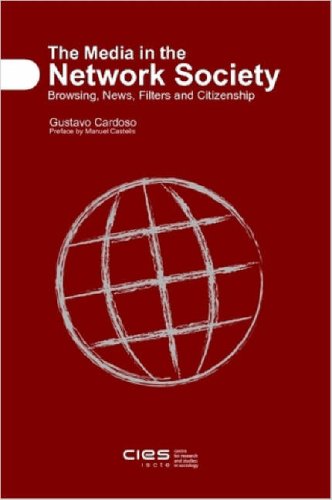 The Media in the
Network Society
Browsing, News, Filters and Citizenship
Gustavo Cardoso
Preface by Manuel Castells
cies
iscte
centre
for research
and studies
in sociology